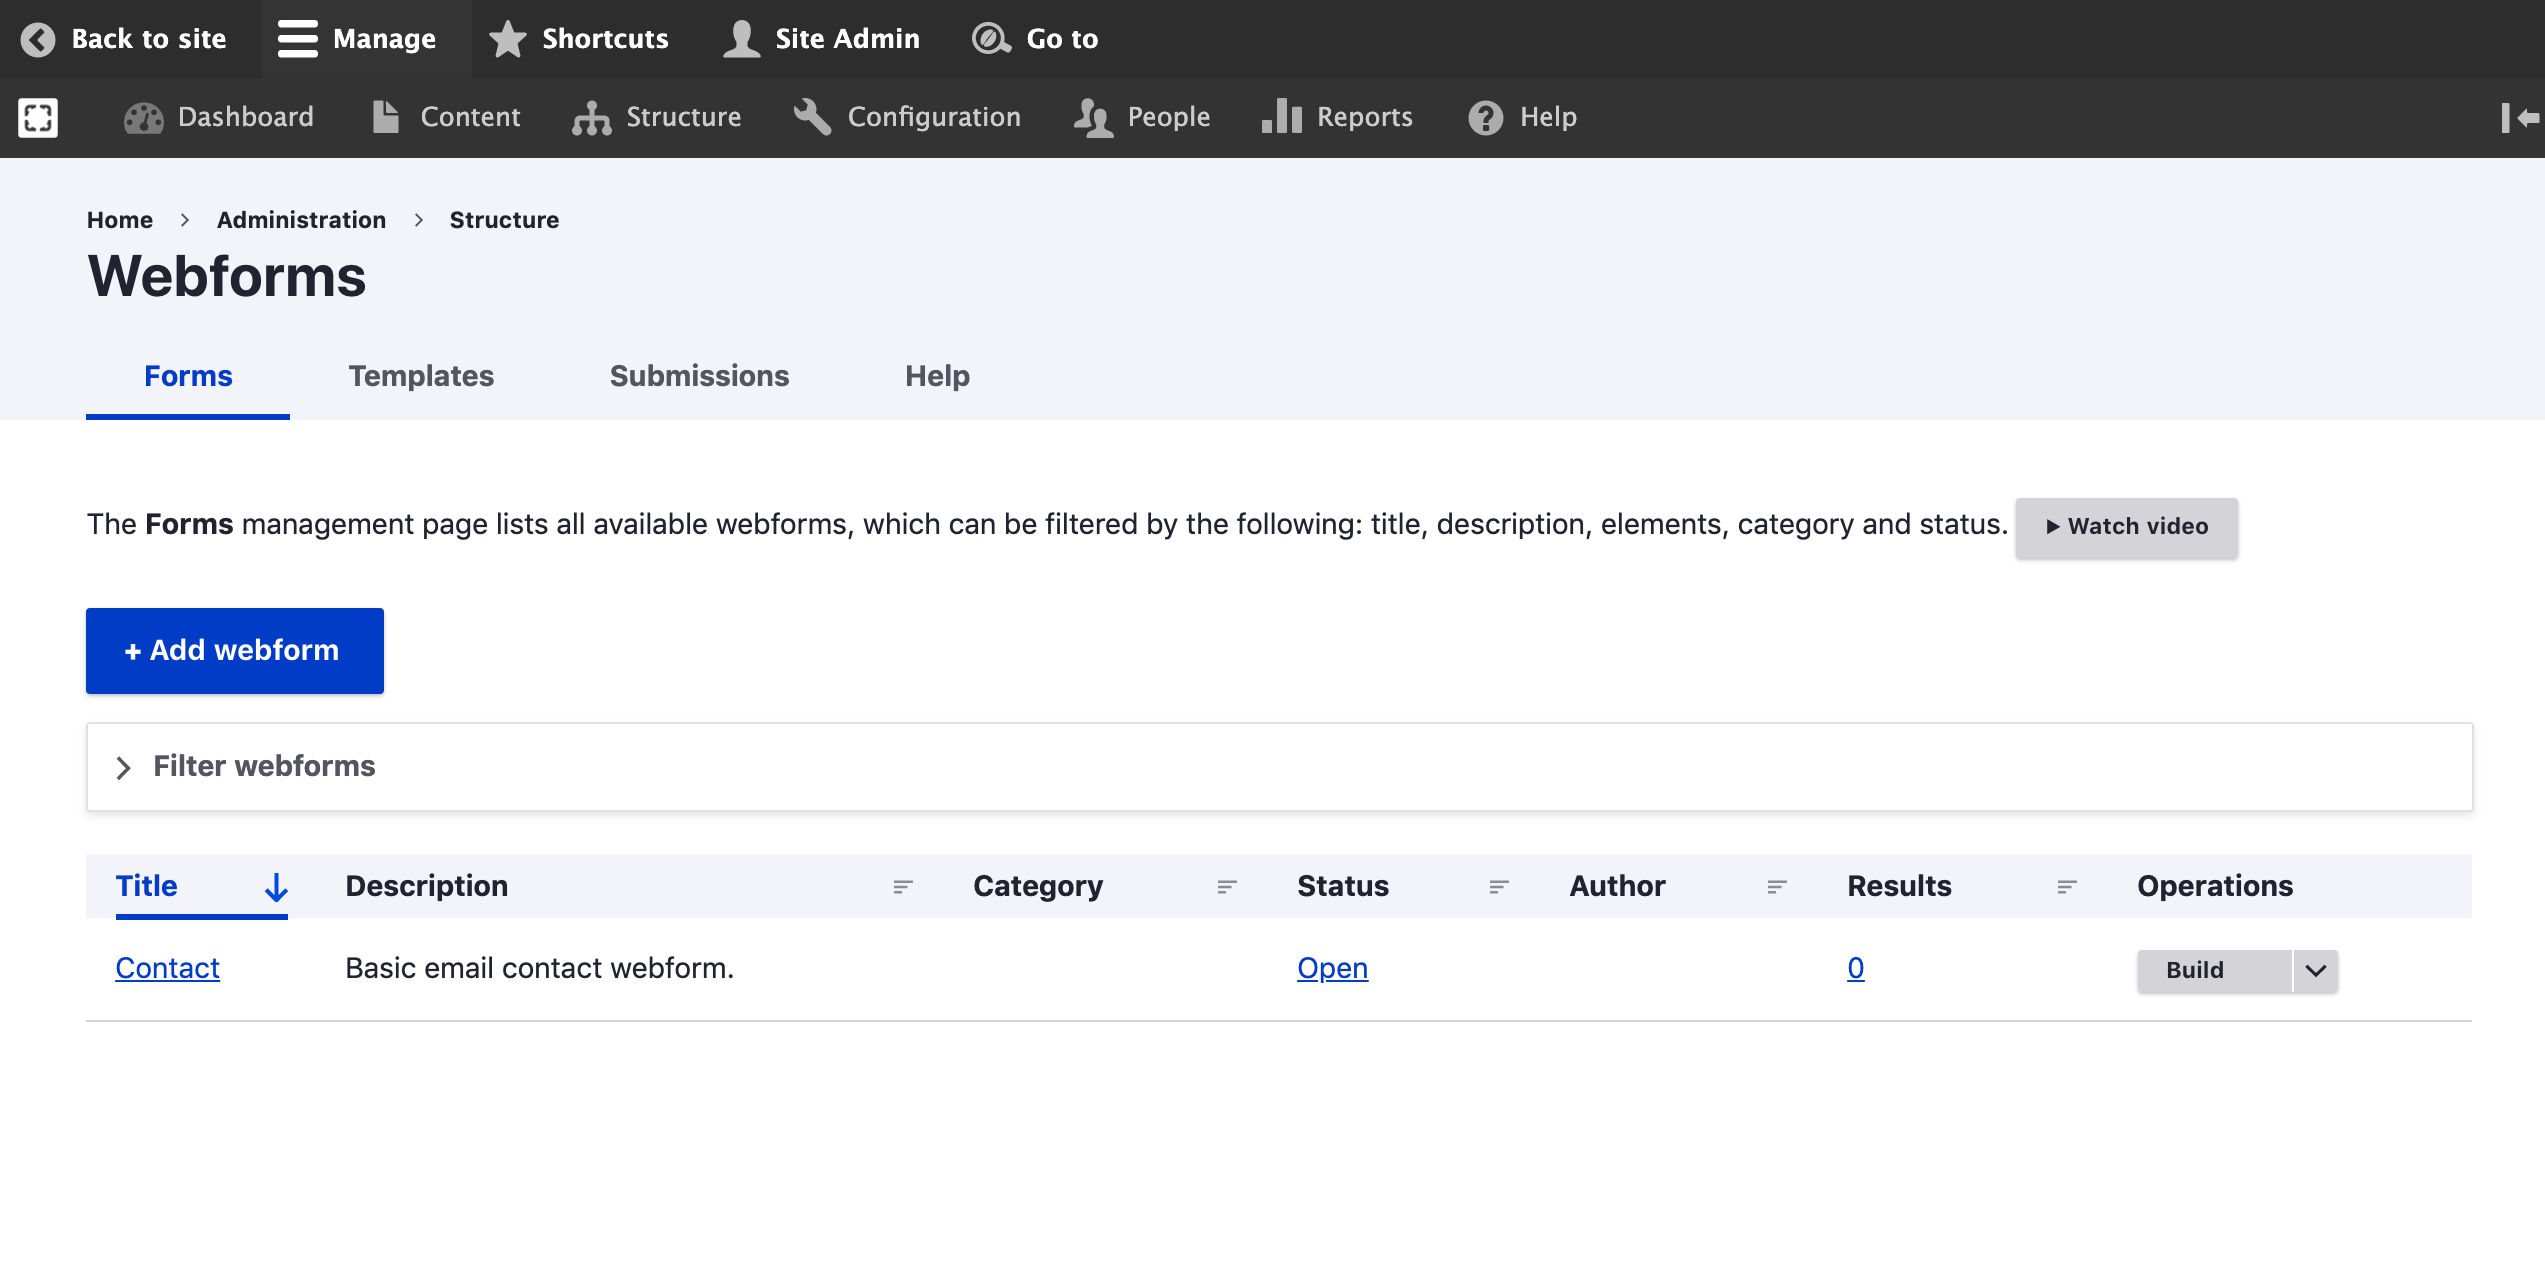 Back to site Manage Shortcuts Site Admin Go to
Dashboard Content Structure Configuration People Reports Help
Home > Administration > Structure
Webforms
Forms Templates Submissions Help
The Forms management page lists all available webforms, which can be filtered by the following: title, description, elements, category and status. ▶ Watch video
+ Add webform
Filter webforms
Title Description Category Status Author Results Operations
Contact Basic email contact webform. Open 0 Build